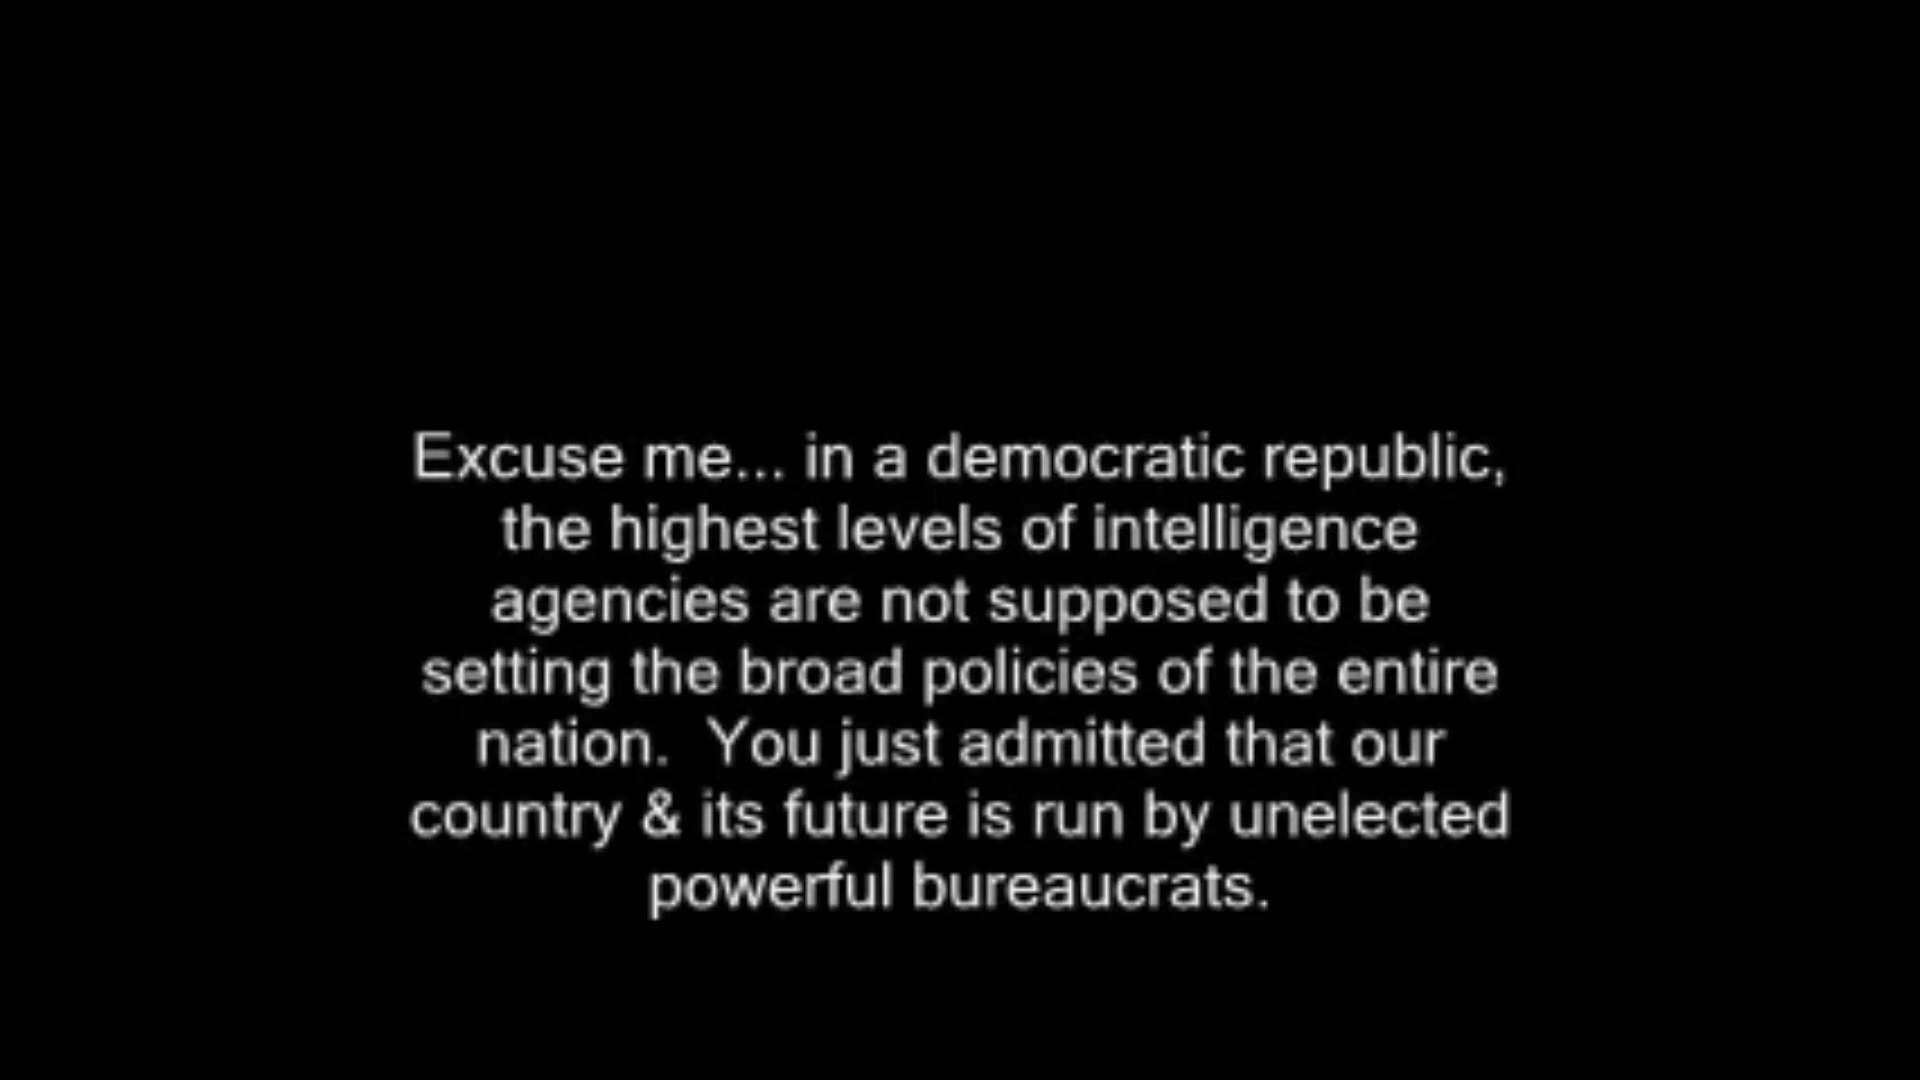 Excuse me... in a democratic republic,
the highest levels of intelligence
agencies are not supposed to be
setting the broad policies of the entire
nation.  You just admitted that our
country & its future is run by unelected
powerful bureaucrats.